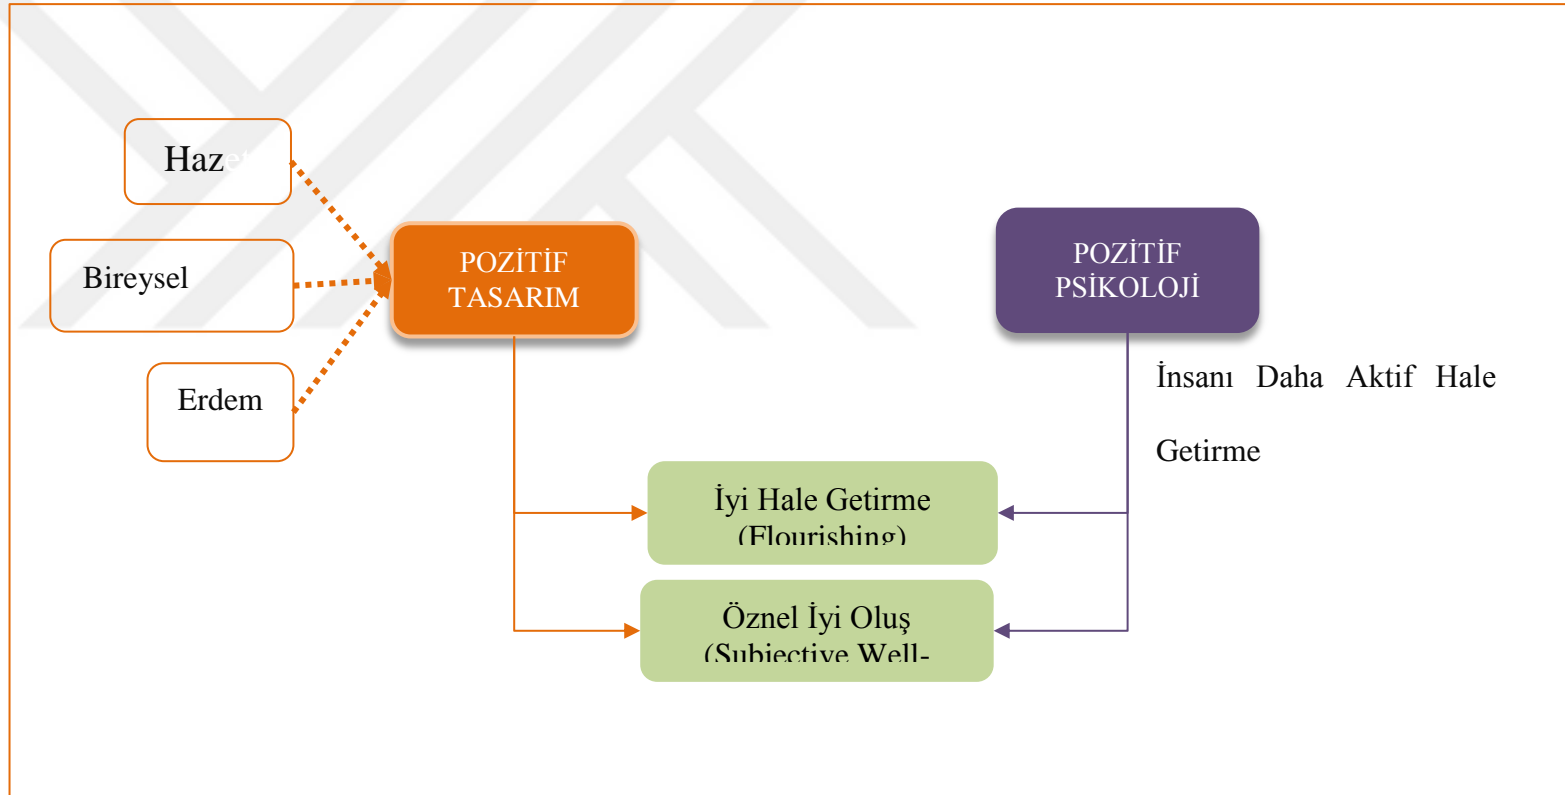 Haz
Bireysel
Erdem
POZİTİF
TASARIM
POZİTİF
PSİKOLOJİ
İnsanı Daha Aktif Hale
Getirme
İyi Hale Getirme
(Flourishing)
Öznel İyi Oluş
(Subjective Well-